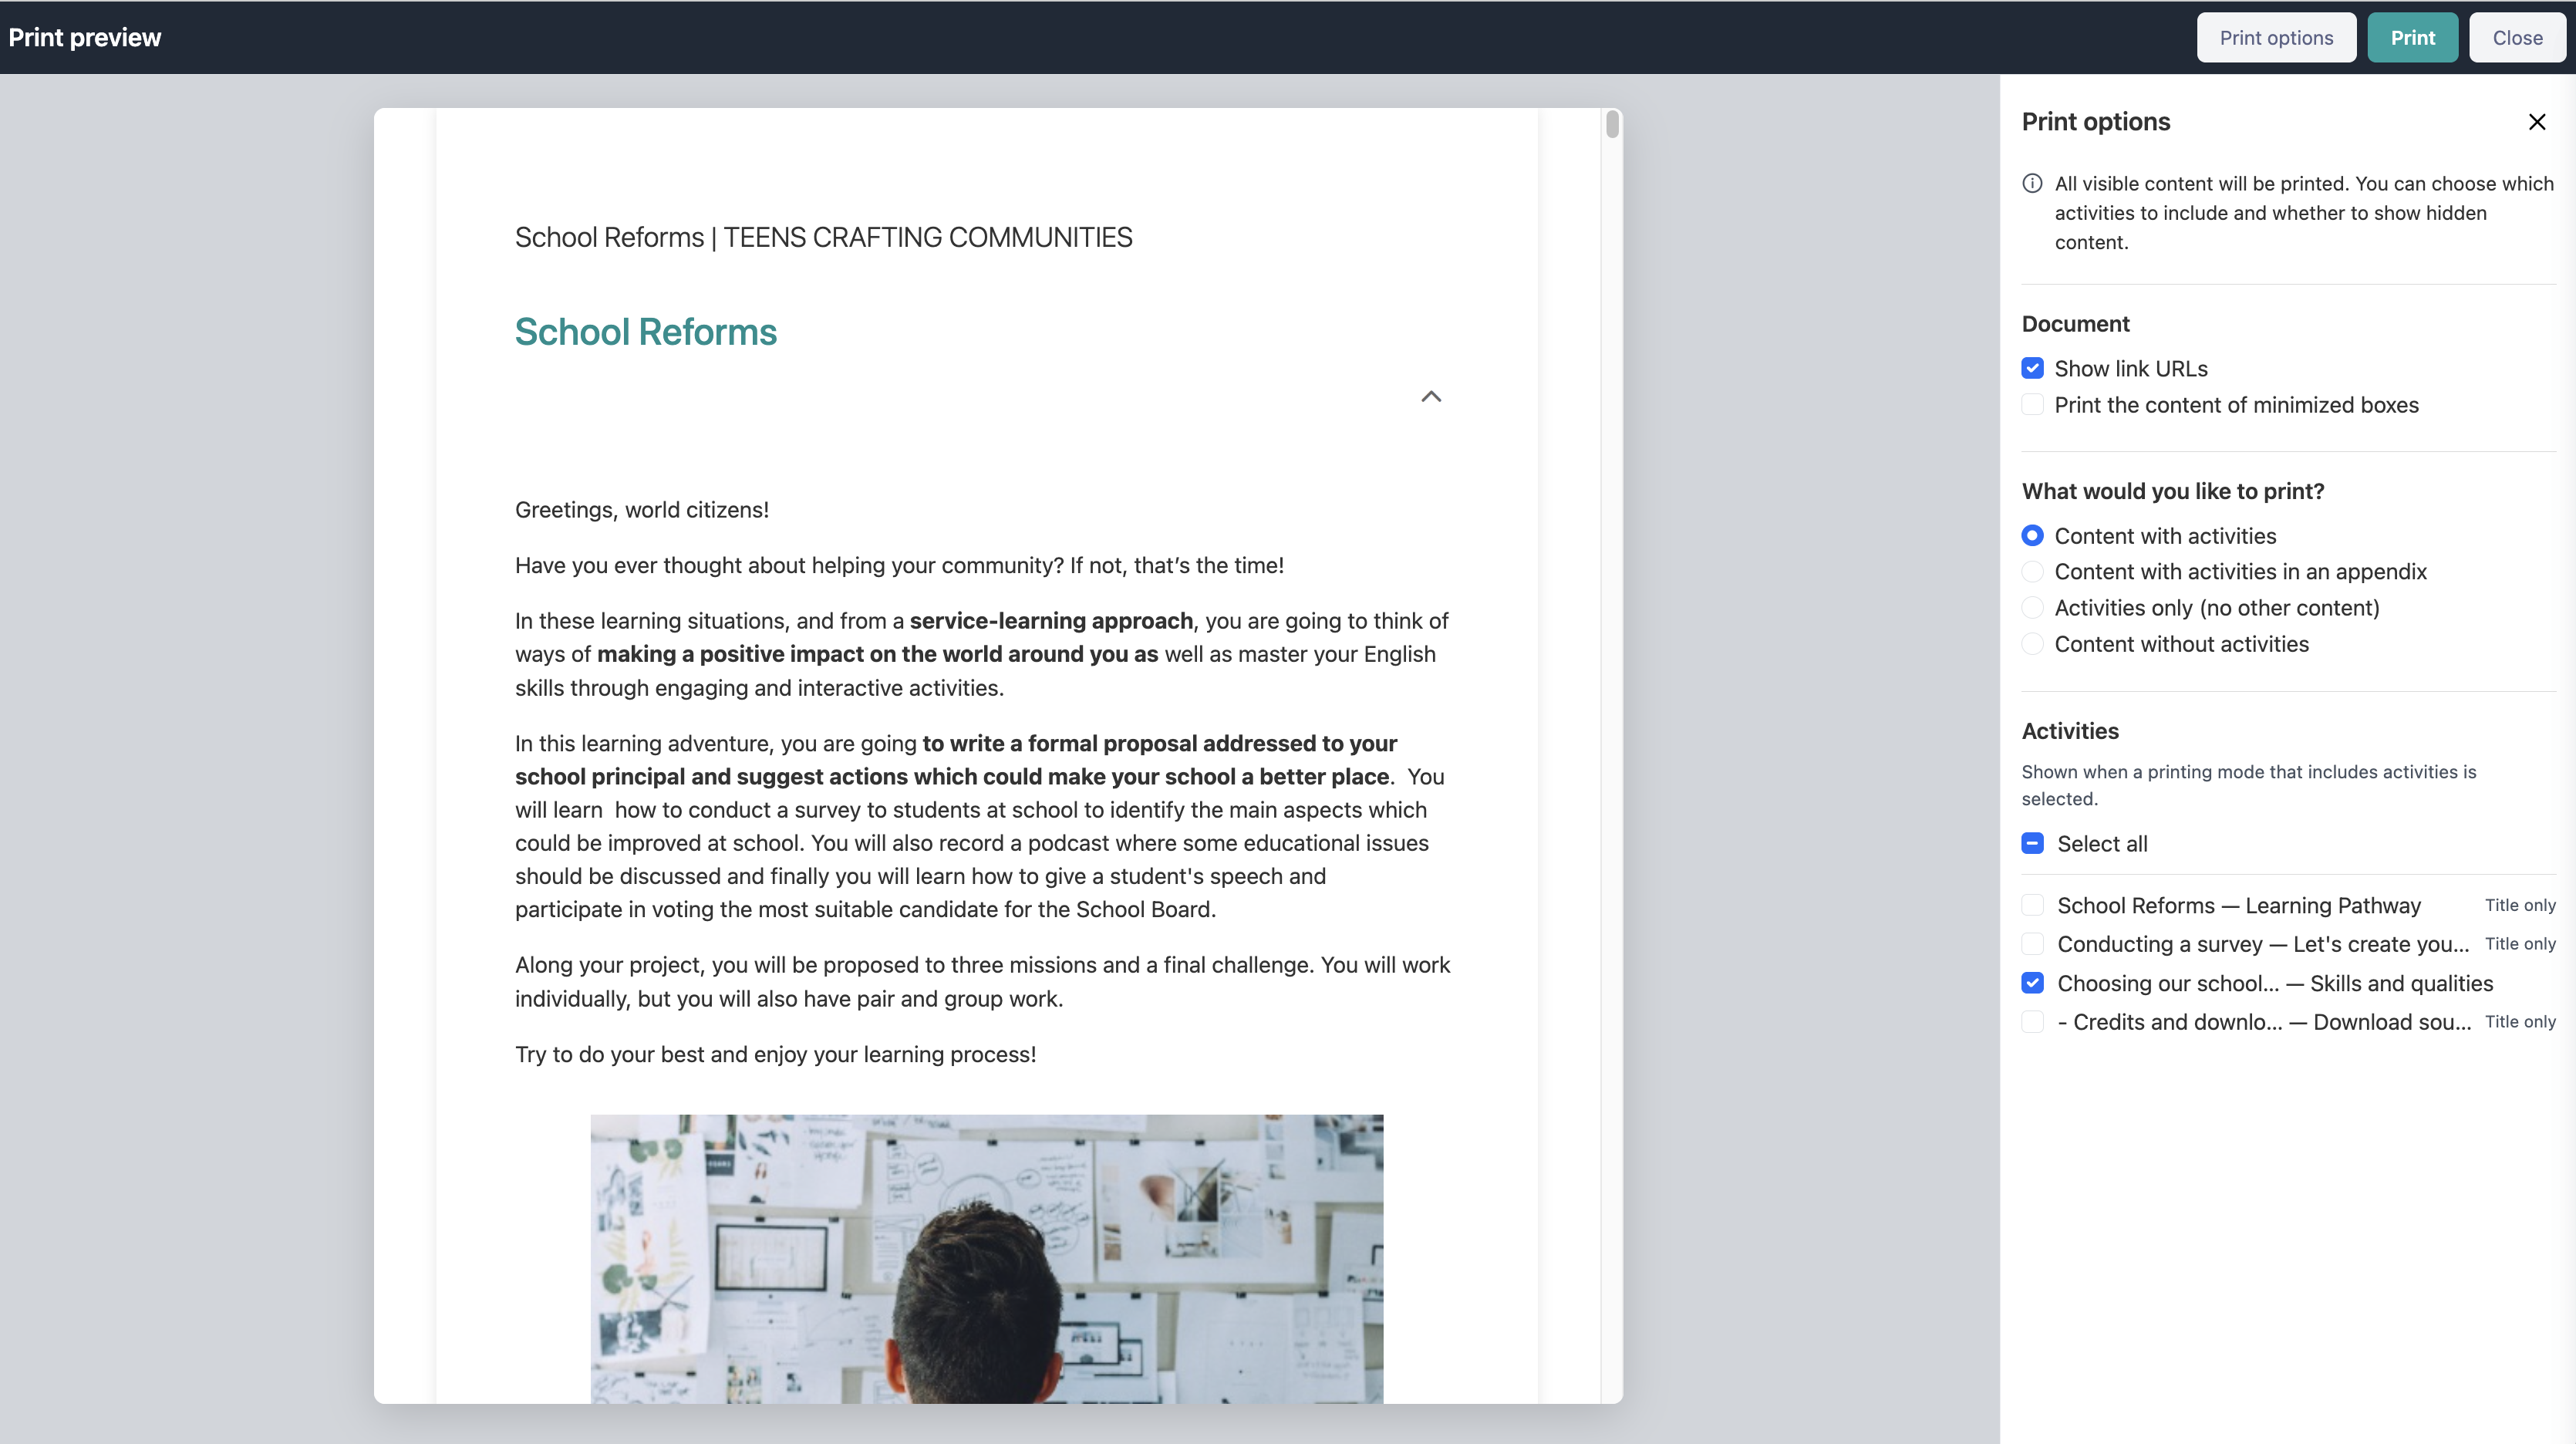 Print preview
Print options
Print
Close
School Reforms | TEENS CRAFTING COMMUNITIES
School Reforms
Greetings, world citizens!
Have you ever thought about helping your community? If not, that’s the time!
In these learning situations, and from a service-learning approach, you are going to think of
ways of making a positive impact on the world around you as well as master your English
skills through engaging and interactive activities.
In this learning adventure, you are going to write a formal proposal addressed to your
school principal and suggest actions which could make your school a better place.  You
will learn  how to conduct a survey to students at school to identify the main aspects which
could be improved at school. You will also record a podcast where some educational issues
should be discussed and finally you will learn how to give a student's speech and
participate in voting the most suitable candidate for the School Board.
Along your project, you will be proposed to three missions and a final challenge. You will work
individually, but you will also have pair and group work.
Try to do your best and enjoy your learning process!
Print options
All visible content will be printed. You can choose which
activities to include and whether to show hidden
content.
Document
Show link URLs
Print the content of minimized boxes
What would you like to print?
Content with activities
Content with activities in an appendix
Activities only (no other content)
Content without activities
Activities
Shown when a printing mode that includes activities is
selected.
Select all
School Reforms — Learning Pathway Title only
Conducting a survey — Let's create you... Title only
Choosing our school... — Skills and qualities
- Credits and downlo... — Download sou... Title only